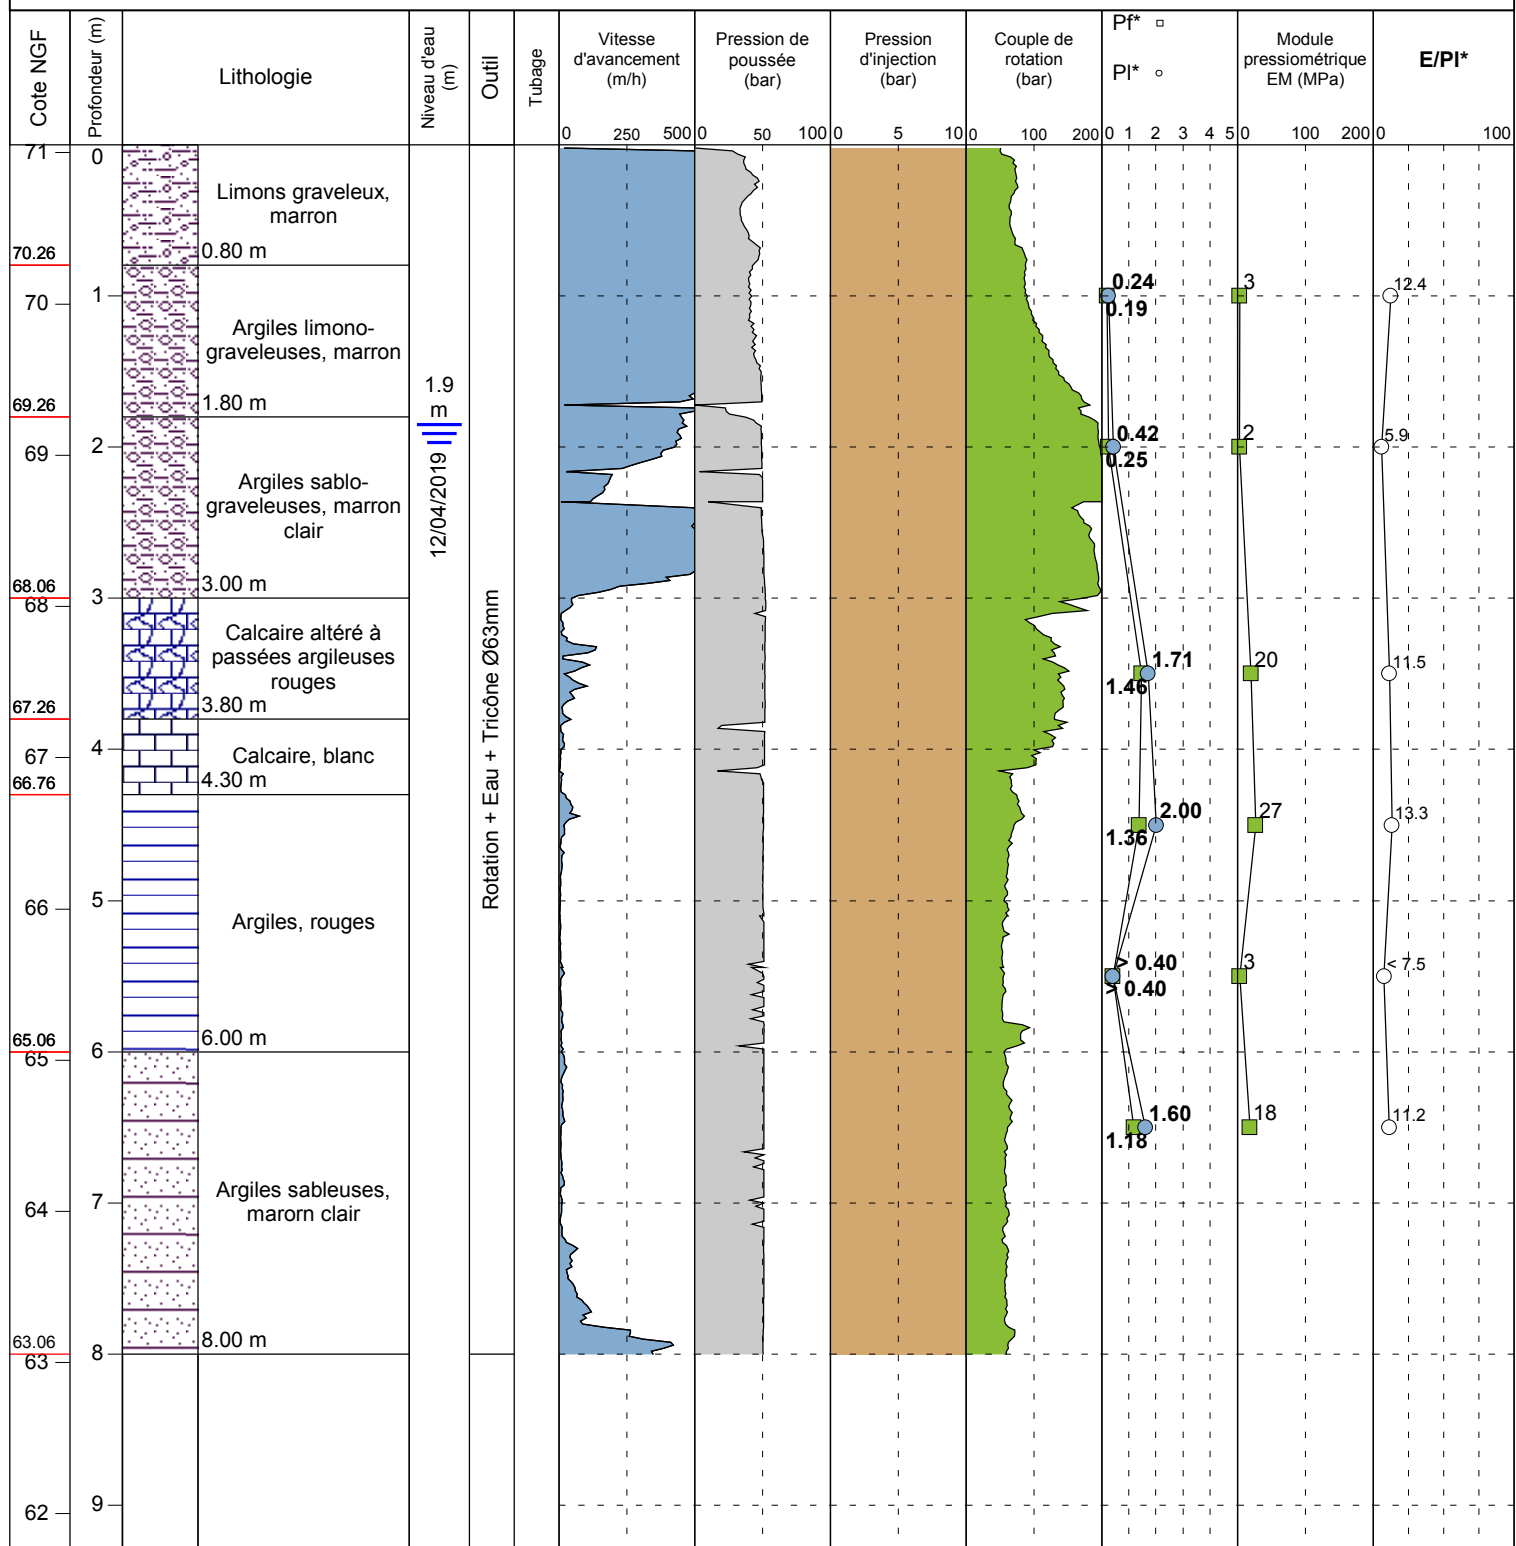 Cote NGF
Profondeur (m)
Lithologie
Niveau d'eau
(m)
Outil
Tubage
Vitesse
d'avancement
(m/h)
0 250 500
Pression de
poussée
(bar)
0 50 100
Pression
d'injection
(bar)
0 5 10
Couple de
rotation
(bar)
0 100 200
Pf*
Pl*
0 1 2 3 4 5
Module
pressiométrique
EM (MPa)
0 100 200
E/Pl*
0 100
71
0
Limons graveleux,
marron
0.80 m
70.26
70
1
Argiles limono-
graveleuses, marron
1.80 m
69.26
69
2
Argiles sablo-
graveleuses, marron
clair
3.00 m
68.06
68
3
Calcaire altéré à
passées argileuses
rouges
3.80 m
67.26
67
4
Calcaire, blanc
4.30 m
66.76
66
5
Argiles, rouges
6.00 m
65.06
65
6
Argiles sableuses,
marorn clair
64
7
8.00 m
63.06
63
8
62
9
1.9
m
12/04/2019
Rotation + Eau + Tricône Ø63mm
0.24
0.19
3
12.4
0.42
0.25
2
5.9
1.71
1.46
20
11.5
2.00
1.36
27
13.3
> 0.40
> 0.40
3
< 7.5
1.60
1.18
18
11.2